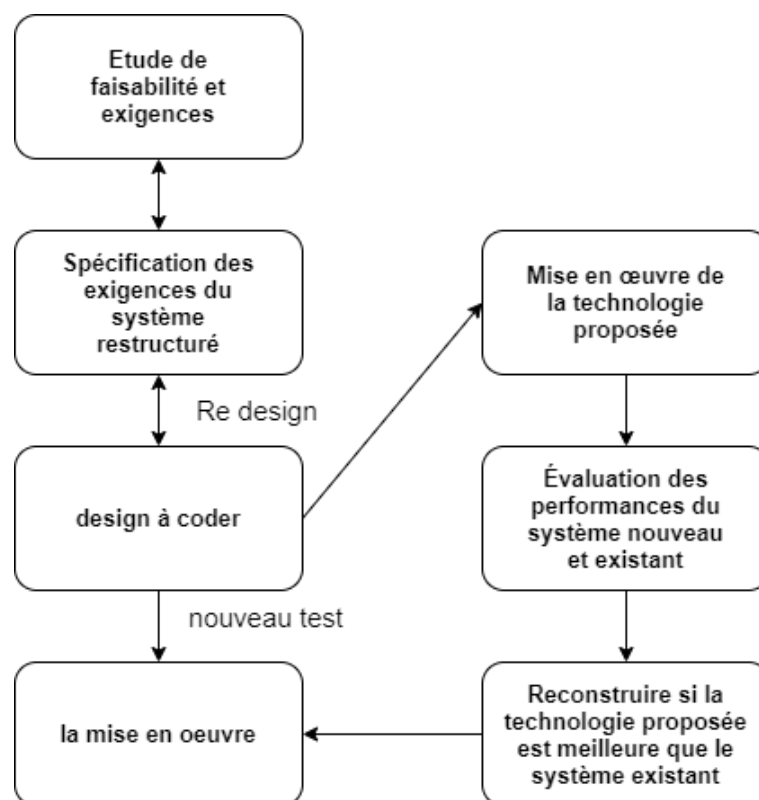 Etude de
faisabilité et
exigences
Spécification des
exigences du
système
restructuré
Re design
design à coder
nouveau test
la mise en oeuvre
Mise en œuvre de
la technologie
proposée
Évaluation des
performances du
système nouveau
et existant
Reconstruire si la
technologie proposée
est meilleure que le
système existant